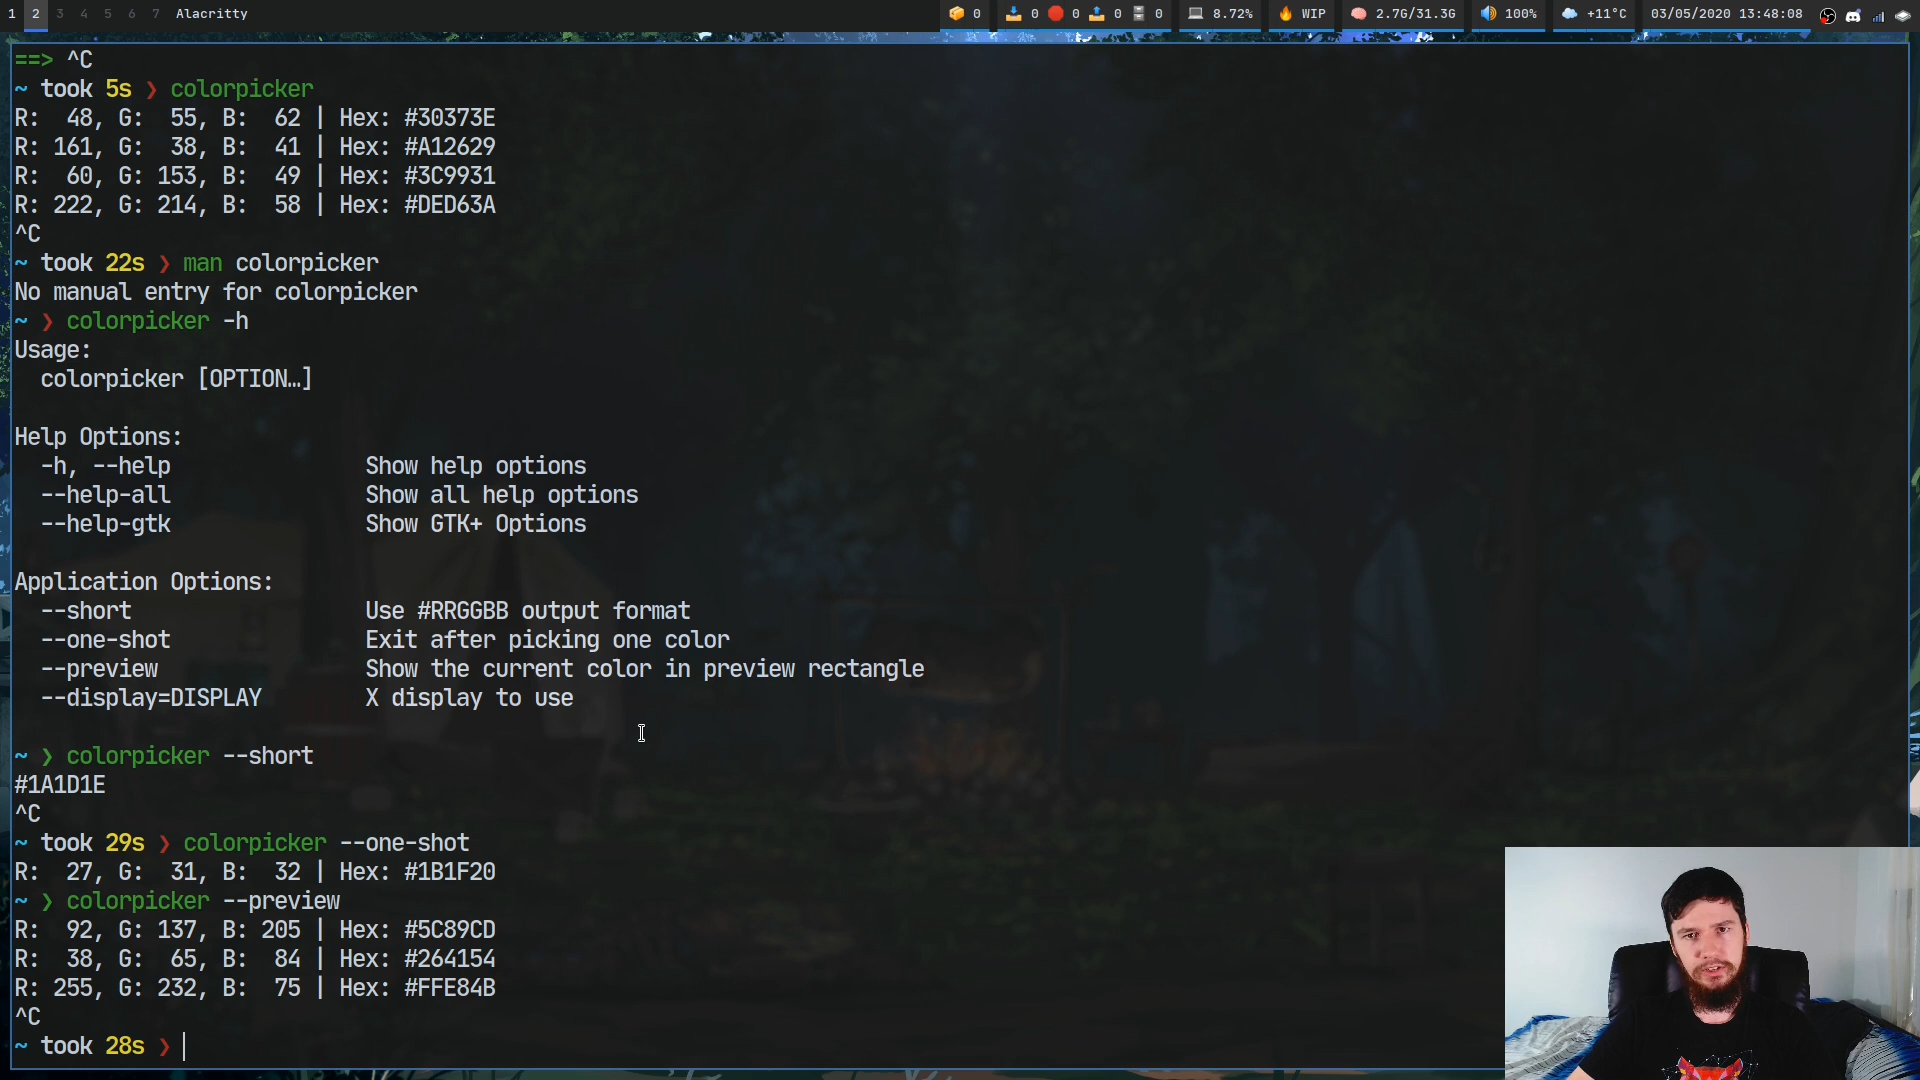 1 2 3 4 5 6 7 Alacritty 0 0 0 0 0 8.72% WIP 2.7G/31.3G 100% +11°C 03/05/2020 13:48:08
==> ^C
~ took 5s ❯ colorpicker
R:  48, G:  55, B:  62 | Hex: #30373E
R: 161, G:  38, B:  41 | Hex: #A12629
R:  60, G: 153, B:  49 | Hex: #3C9931
R: 222, G: 214, B:  58 | Hex: #DED63A
^C
~ took 22s ❯ man colorpicker
No manual entry for colorpicker
~ ❯ colorpicker -h
Usage:
  colorpicker [OPTION…]
Help Options:
  -h, --help               Show help options
  --help-all               Show all help options
  --help-gtk               Show GTK+ Options
Application Options:
  --short                  Use #RRGGBB output format
  --one-shot               Exit after picking one color
  --preview                Show the current color in preview rectangle
  --display=DISPLAY        X display to use
~ ❯ colorpicker --short
#1A1D1E
^C
~ took 29s ❯ colorpicker --one-shot
R:  27, G:  31, B:  32 | Hex: #1B1F20
~ ❯ colorpicker --preview
R:  92, G: 137, B: 205 | Hex: #5C89CD
R:  38, G:  65, B:  84 | Hex: #264154
R: 255, G: 232, B:  75 | Hex: #FFE84B
^C
~ took 28s ❯